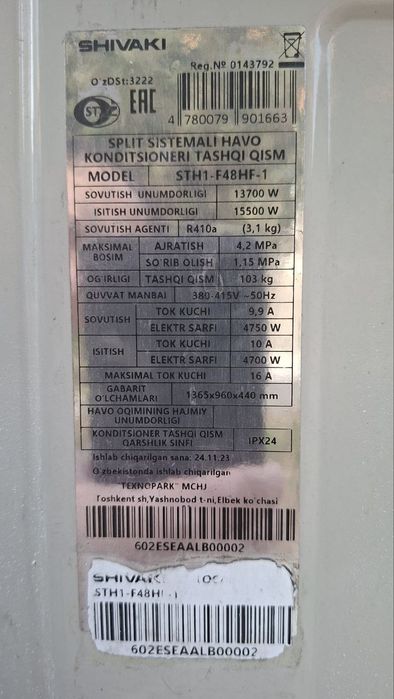 SHIVAKI
Reg.Nº 0143792
O'zDSt:3222
EAC
4 780079 901663
SPLIT SISTEMALI HAVO
KONDITSIONERI TASHQI QISM
MODEL STH1-F48HF-1
SOVUTISH UNUMDORLIGI 13700 W
ISITISH UNUMDORLIGI 15500 W
SOVUTISH AGENTI R410a (3,1 kg)
MAKSIMAL BOSIM AJRATISH 4,2 MPa
SO'RIB OLISH 1,15 MPa
OG'IRLIGI TASHQI QISM 103 kg
QUVVAT MANBAI 380-415V ~50Hz
SOVUTISH TOK KUCHI 9,9 A
ELEKTR SARFI 4750 W
ISITISH TOK KUCHI 10 A
ELEKTR SARFI 4700 W
MAKSIMAL TOK KUCHI 16 A
GABARIT O'LCHAMLARI 1365x960x440 mm
HAVO OQIMINING HAJMIY UNUMDORLIGI
KONDITSIONER TASHQI QISM QARSHLIK SINFI IPX24
Ishlab chiqarilgan sana: 24.11.23
O'zbekistonda ishlab chiqarilgan
"TEXNOPARK" MCHJ
Toshkent sh,Yashnobod t-ni,Elbek ko'chasi
602ESEAALB00002
SHIVAKI
STH1-F48HF-1
602ESEAALB00002